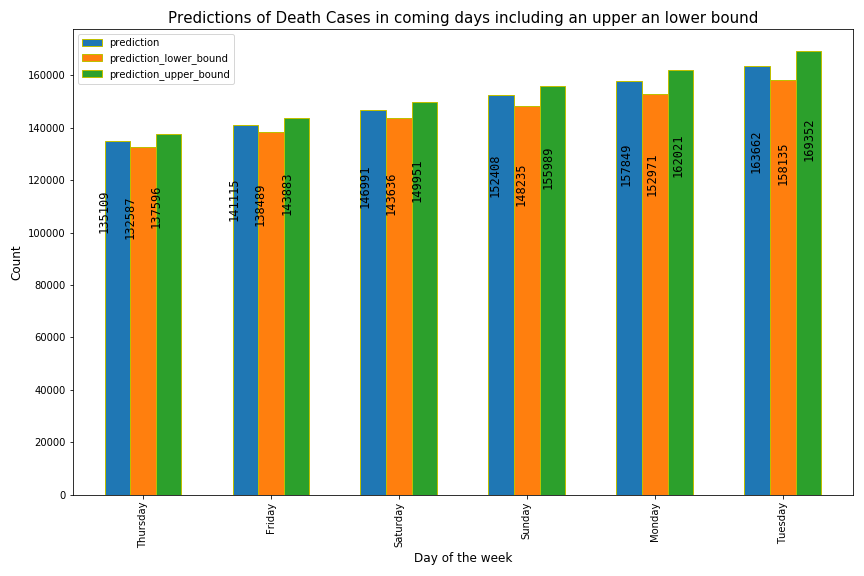 Predictions of Death Cases in coming days including an upper an lower bound
prediction
prediction_lower_bound
prediction_upper_bound
Count
160000
140000
120000
100000
80000
60000
40000
20000
0
135109
132587
137596
141115
138489
143883
146991
143636
149951
152408
148235
155989
157849
152971
162021
163662
158135
169352
Thursday
Friday
Saturday
Sunday
Monday
Tuesday
Day of the week